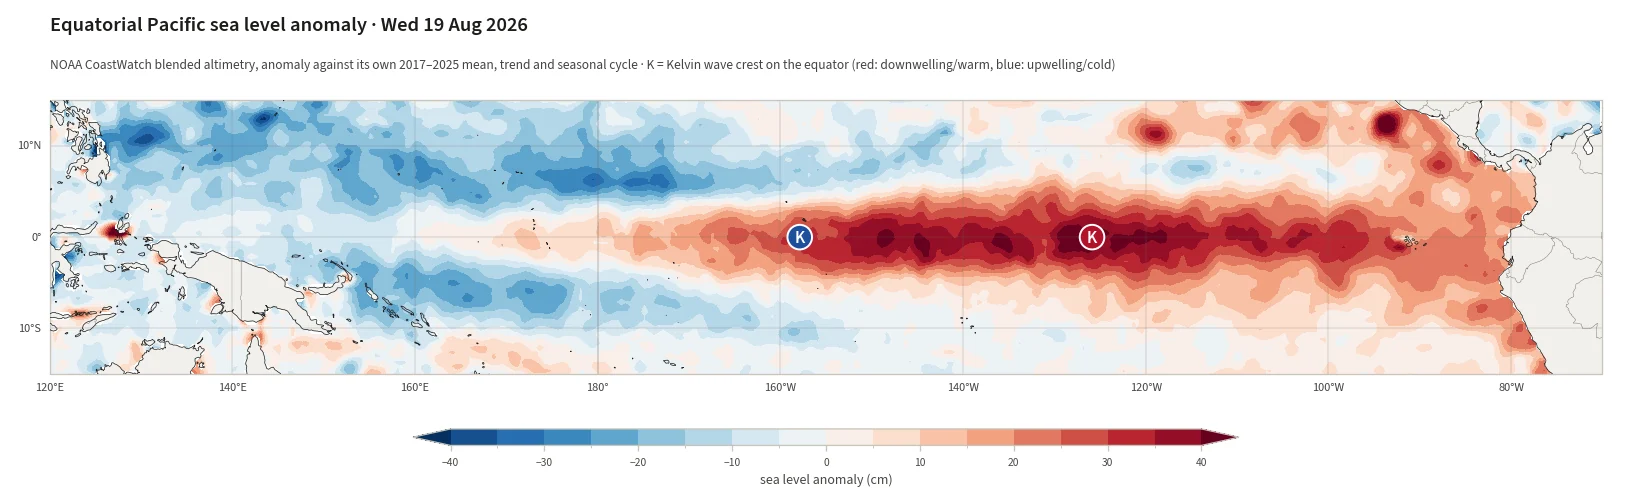 Equatorial Pacific sea level anomaly · Wed 19 Aug 2026
NOAA CoastWatch blended altimetry, anomaly against its own 2017–2025 mean, trend and seasonal cycle · K = Kelvin wave crest on the equator (red: downwelling/warm, blue: upwelling/cold)
10°N
0°
K
K
10°S
120°E 140°E 160°E 180° 160°W 140°W 120°W 100°W 80°W
−40 −30 −20 −10 0 10 20 30 40
sea level anomaly (cm)